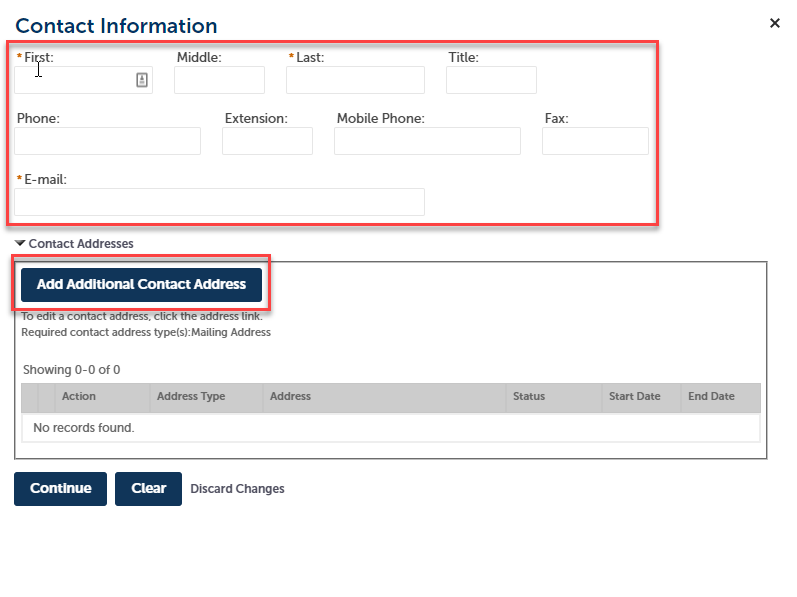 Contact Information
* First: Middle: * Last: Title:
Phone: Extension: Mobile Phone: Fax:
* E-mail:
Contact Addresses
Add Additional Contact Address
To edit a contact address, click the address link.
Required contact address type(s):Mailing Address
Showing 0-0 of 0
Action Address Type Address Status Start Date End Date
No records found.
Continue Clear Discard Changes